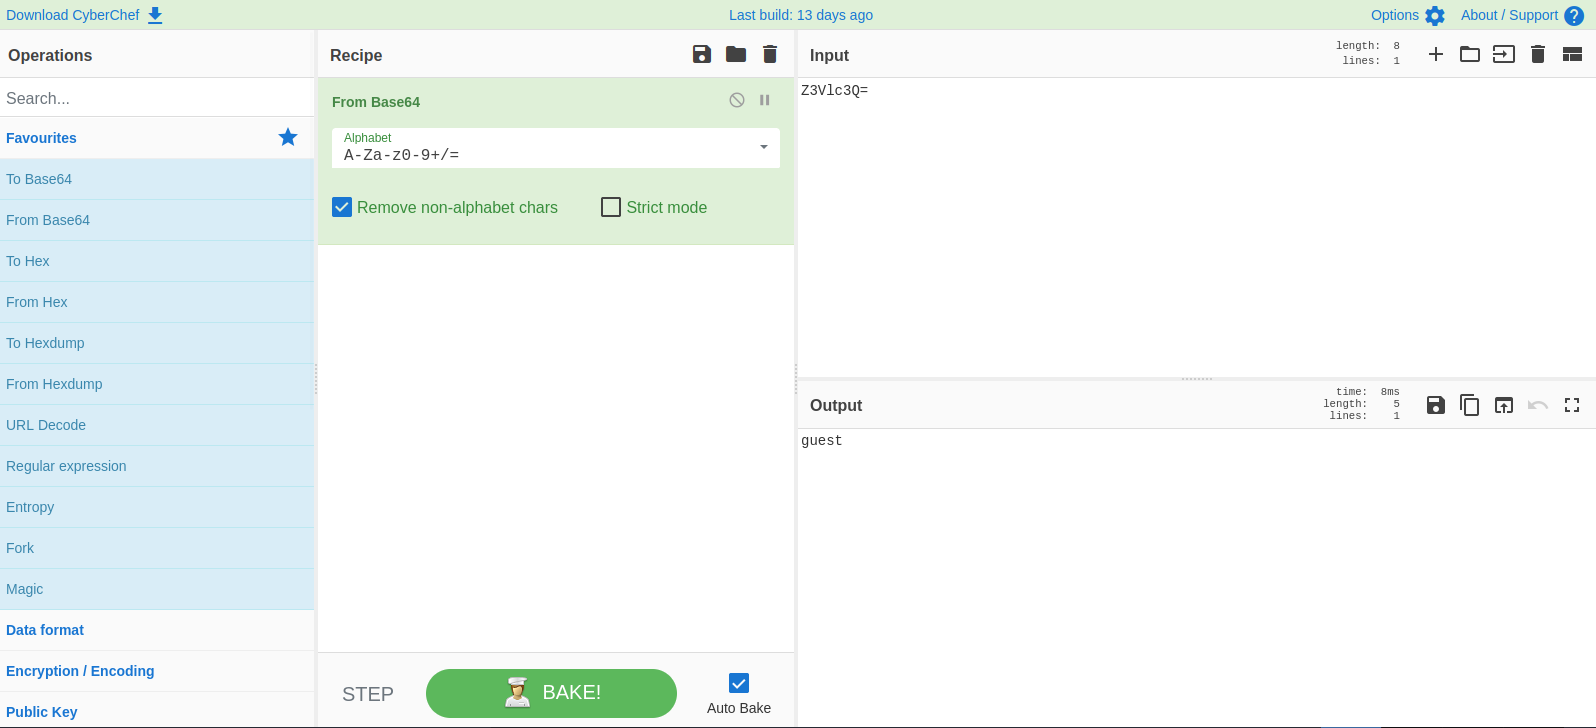 Download CyberChef
Last build: 13 days ago
Options
About / Support
Operations
Search...
Favourites
To Base64
From Base64
To Hex
From Hex
To Hexdump
From Hexdump
URL Decode
Regular expression
Entropy
Fork
Magic
Data format
Encryption / Encoding
Public Key
Recipe
From Base64
Alphabet
A-Za-z0-9+/=
Remove non-alphabet chars
Strict mode
STEP
BAKE!
Auto Bake
Input
length: 8
lines: 1
Z3Vlc3Q=
Output
time: 8ms
length: 5
lines: 1
guest